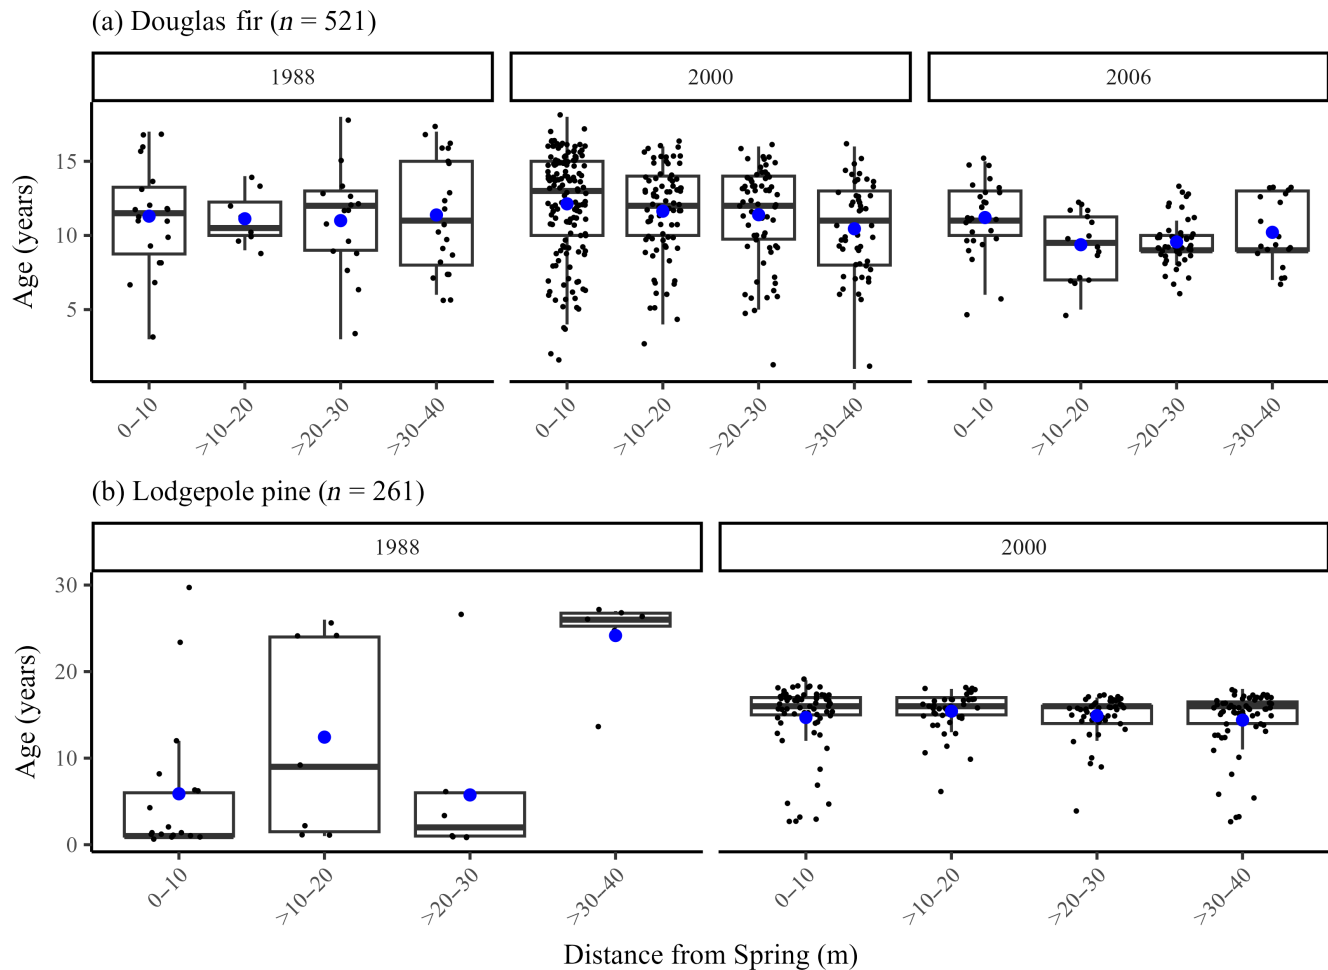 (a) Douglas fir (n = 521)
1988 2000 2006
Age (years)
15
10
5
0–10 >10–20 >20–30 >30–40 0–10 >10–20 >20–30 >30–40 0–10 >10–20 >20–30 >30–40
(b) Lodgepole pine (n = 261)
1988 2000
Age (years)
30
20
10
0
0–10 >10–20 >20–30 >30–40 0–10 >10–20 >20–30 >30–40
Distance from Spring (m)